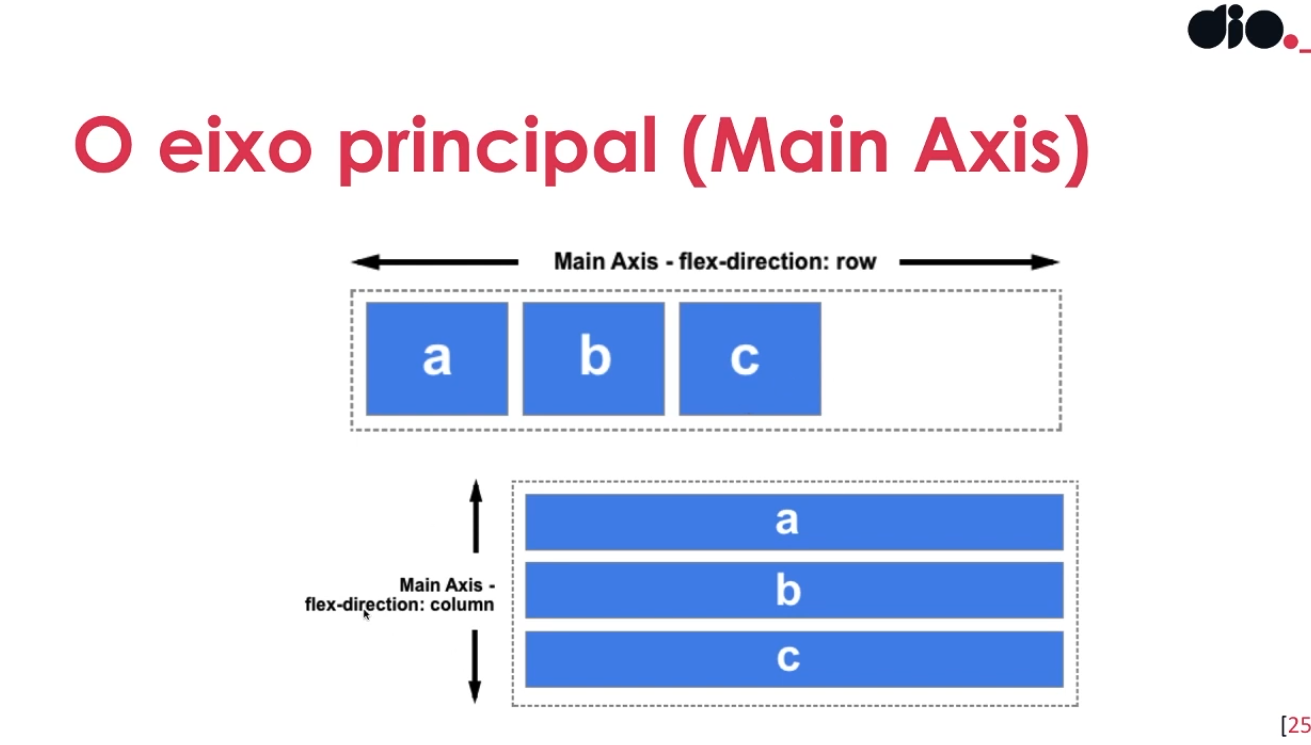 dio._
O eixo principal (Main Axis)
Main Axis - flex-direction: row
a b c
Main Axis -
flex-direction: column
a
b
c
[25